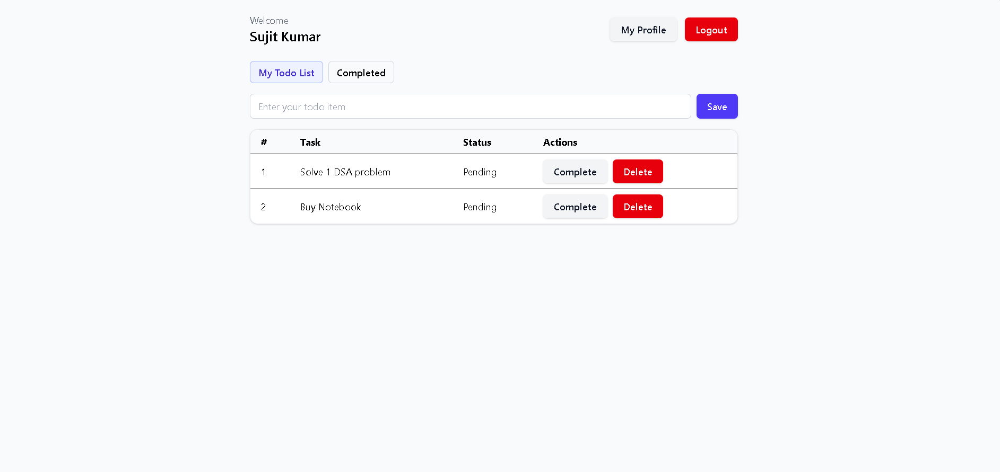 Welcome
Sujit Kumar
My Profile
Logout
My Todo List
Completed
Enter your todo item
Save
# Task Status Actions
1 Solve 1 DSA problem Pending Complete Delete
2 Buy Notebook Pending Complete Delete